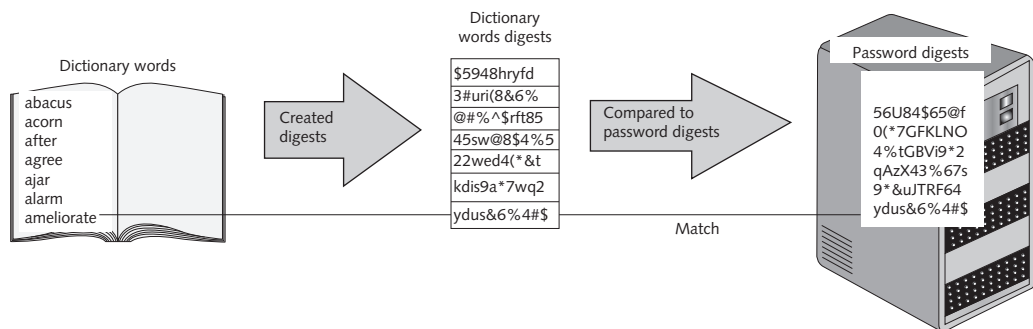 Dictionary words
abacus
acorn
after
agree
ajar
alarm
ameliorate
Created
digests
Dictionary
words digests
$5948hryfd
3#uri(8&6%
@#%^$rft85
45sw@8$4%5
22wed4(*&t
kdis9a*7wq2
ydus&6%4#$
Compared to
password digests
Match
Password digests
56U84$65@f
0(*7GFKLNO
4%tGBVi9*2
qAzX43%67s
9*&uJTRF64
ydus&6%4#$